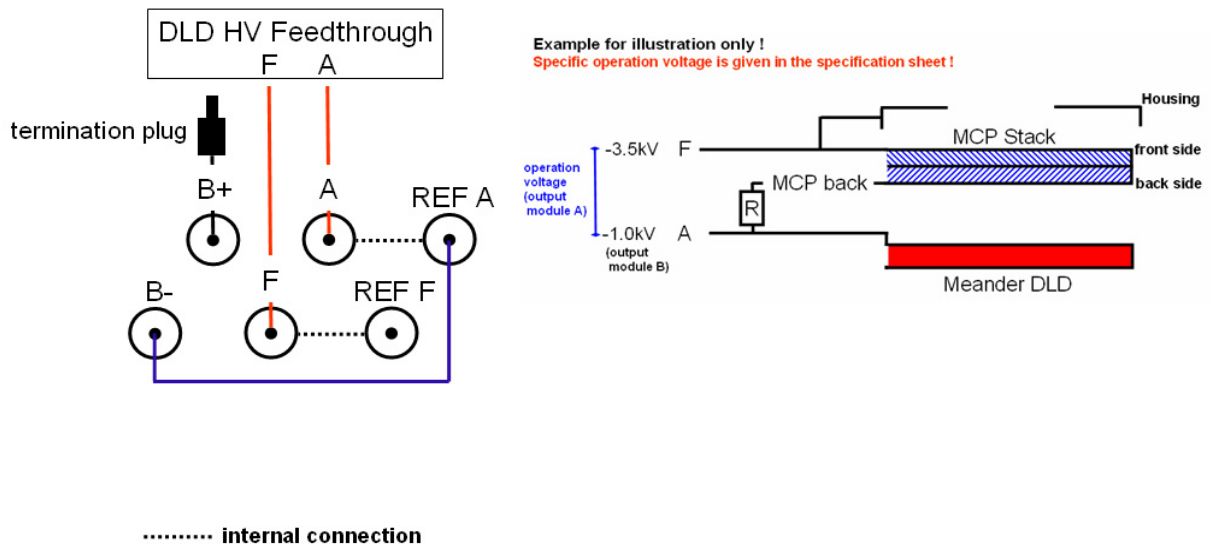 DLD HV Feedthrough
F A
termination plug
B+ A REF A
B- F REF F
internal connection
Example for illustration only !
Specific operation voltage is given in the specification sheet !
Housing
MCP Stack
-3.5kV F front side
operation
voltage
(output
module A)
MCP back back side
R
-1.0kV A
(output
module B)
Meander DLD